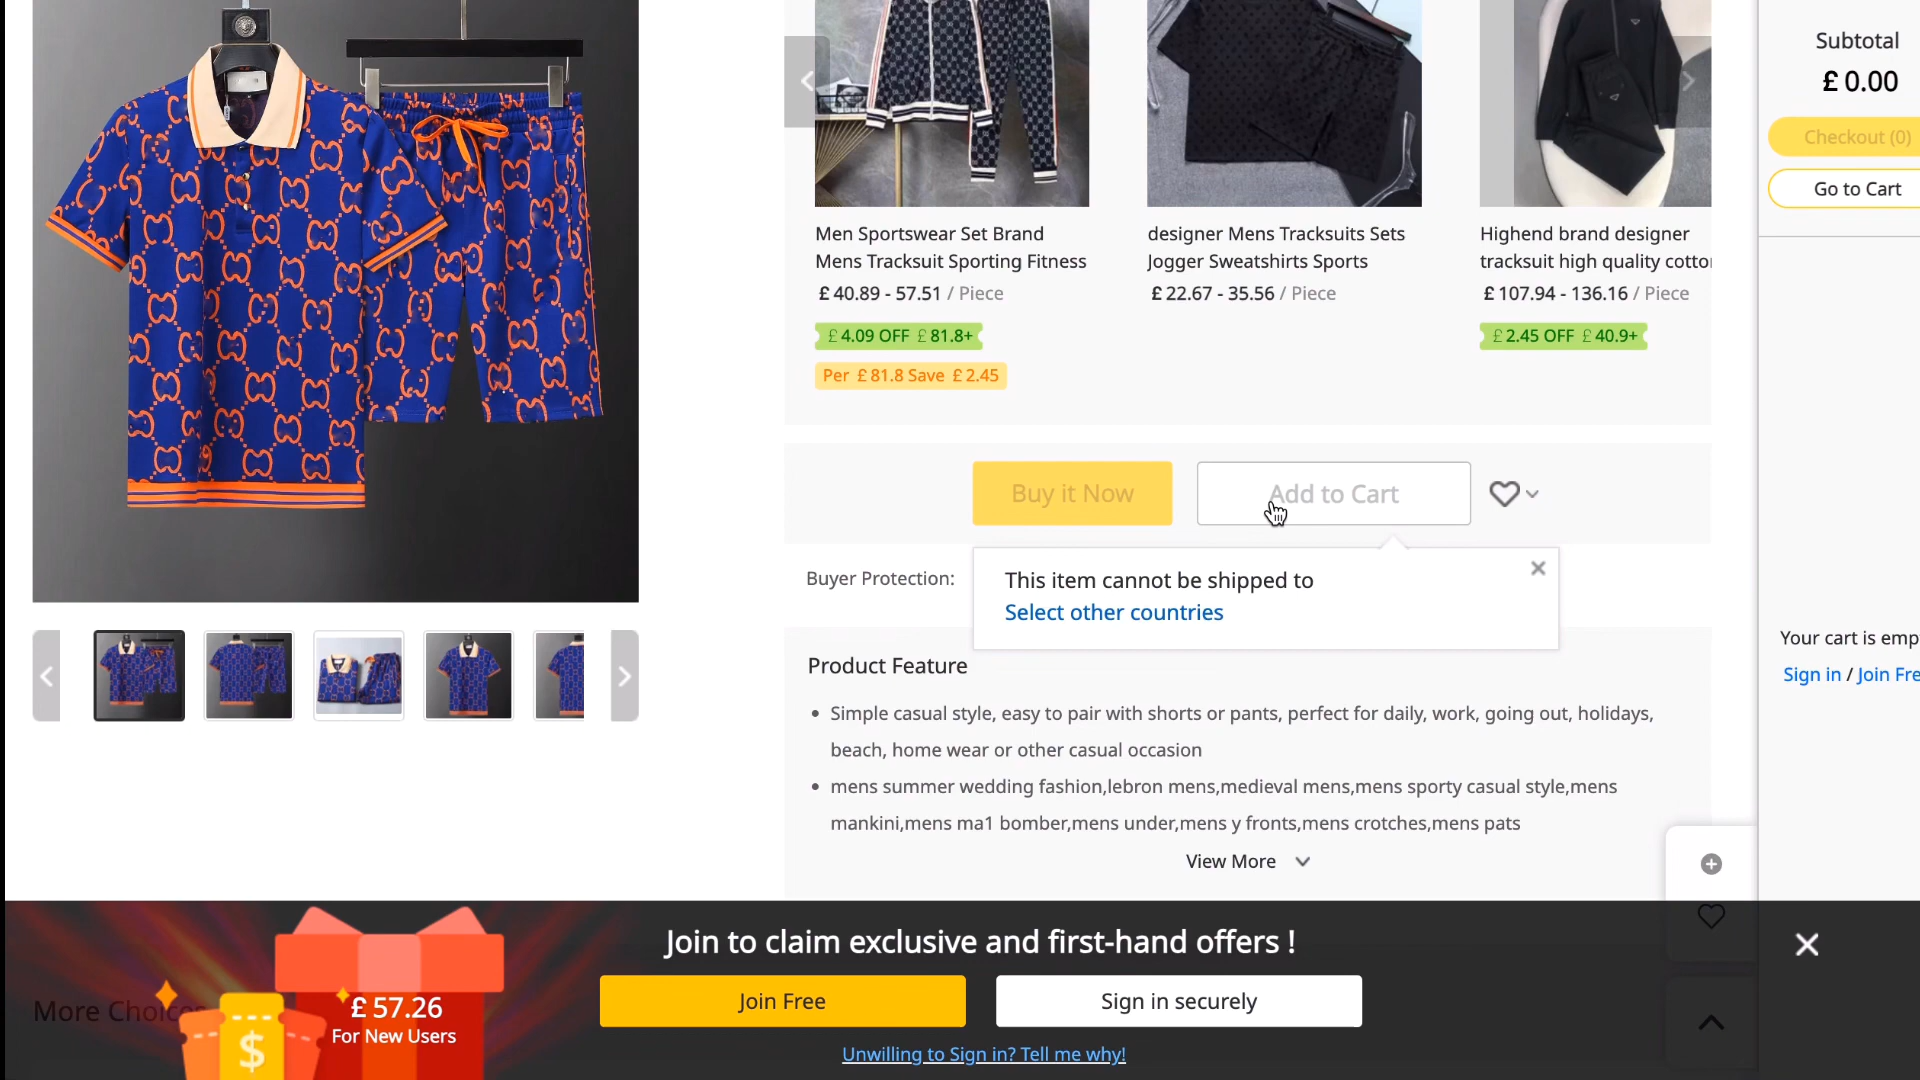 Subtotal
£ 0.00
Checkout (0)
Go to Cart
Men Sportswear Set Brand
Mens Tracksuit Sporting Fitness
£ 40.89 - 57.51 / Piece
£ 4.09 OFF £ 81.8+
Per £ 81.8 Save £ 2.45
designer Mens Tracksuits Sets
Jogger Sweatshirts Sports
£ 22.67 - 35.56 / Piece
Highend brand designer
tracksuit high quality cotto
£ 107.94 - 136.16 / Piece
£ 2.45 OFF £ 40.9+
Buy it Now
Add to Cart
Buyer Protection:
This item cannot be shipped to
Select other countries
Your cart is emp
Sign in / Join Fre
Product Feature
• Simple casual style, easy to pair with shorts or pants, perfect for daily, work, going out, holidays,
beach, home wear or other casual occasion
• mens summer wedding fashion,lebron mens,medieval mens,mens sporty casual style,mens
mankini,mens ma1 bomber,mens under,mens y fronts,mens crotches,mens pats
View More
Join to claim exclusive and first-hand offers !
More Choices
£ 57.26
For New Users
$
Join Free
Sign in securely
Unwilling to Sign in? Tell me why!